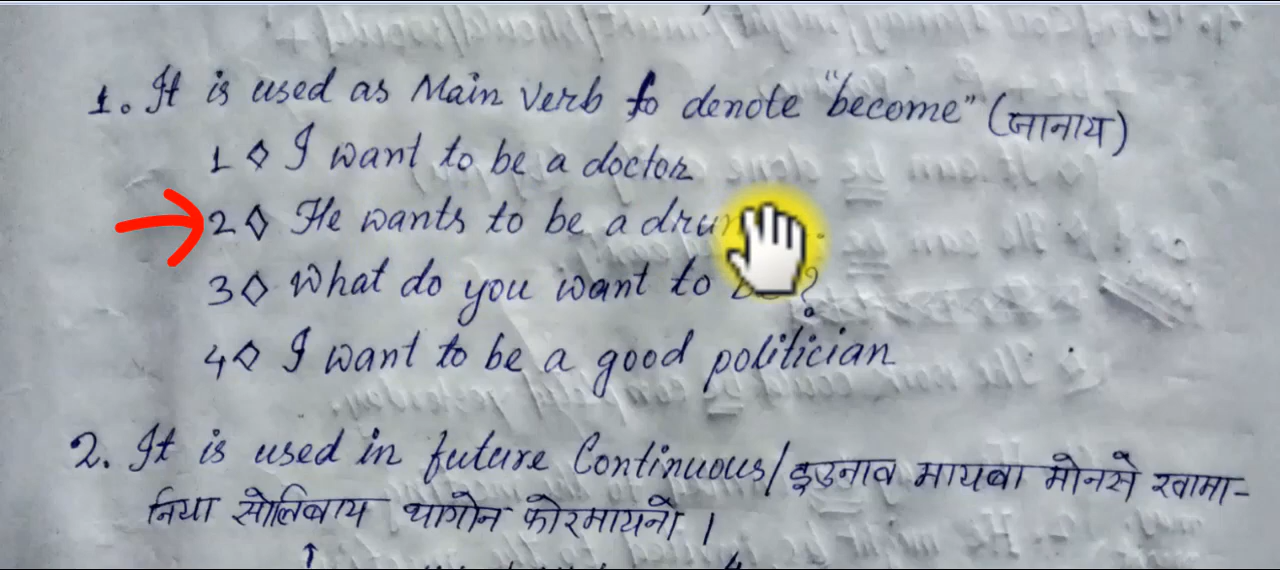 1. It is used as Main verb to denote "become" (जानाय)
1 ◊ I want to be a doctor
2 ◊ He wants to be a
3 ◊ What do you want to ?
4 ◊ I want to be a good politician
2. It is used in future Continuous/इउनाव मायबा मोनसे खामा-
निया सोलिबाय थागोन फोरमायनो ।